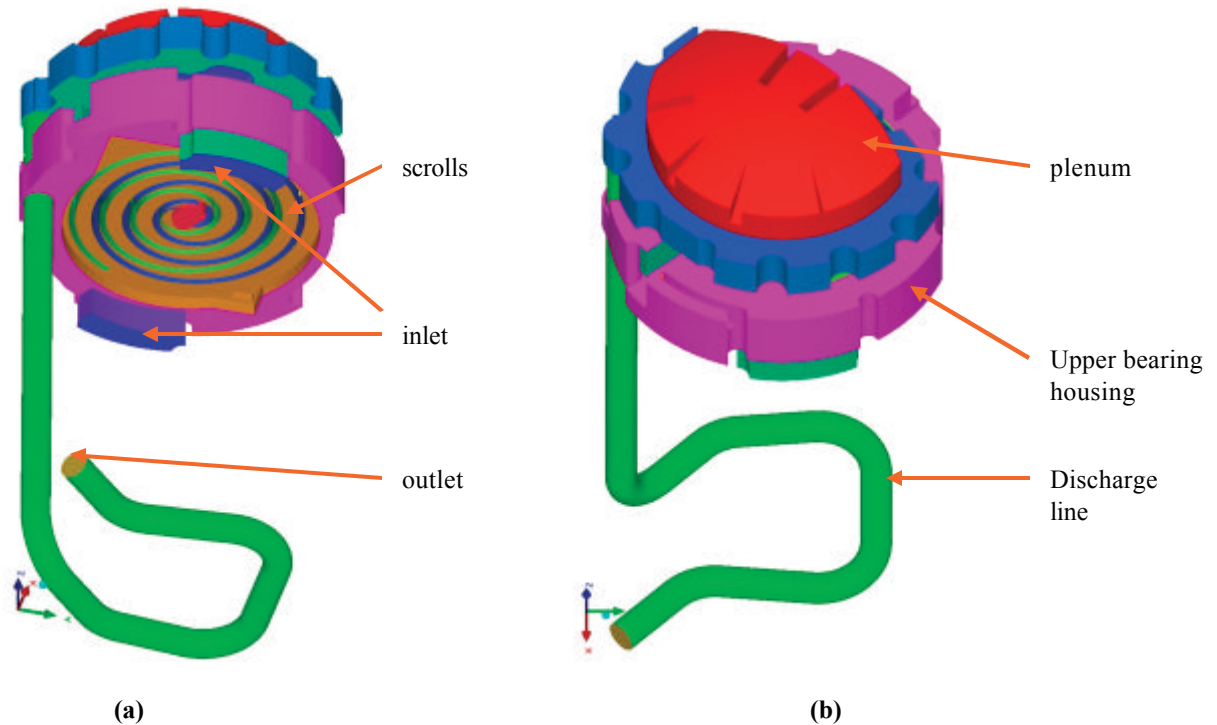 scrolls
inlet
outlet
plenum
Upper bearing
housing
Discharge
line
(a)
(b)